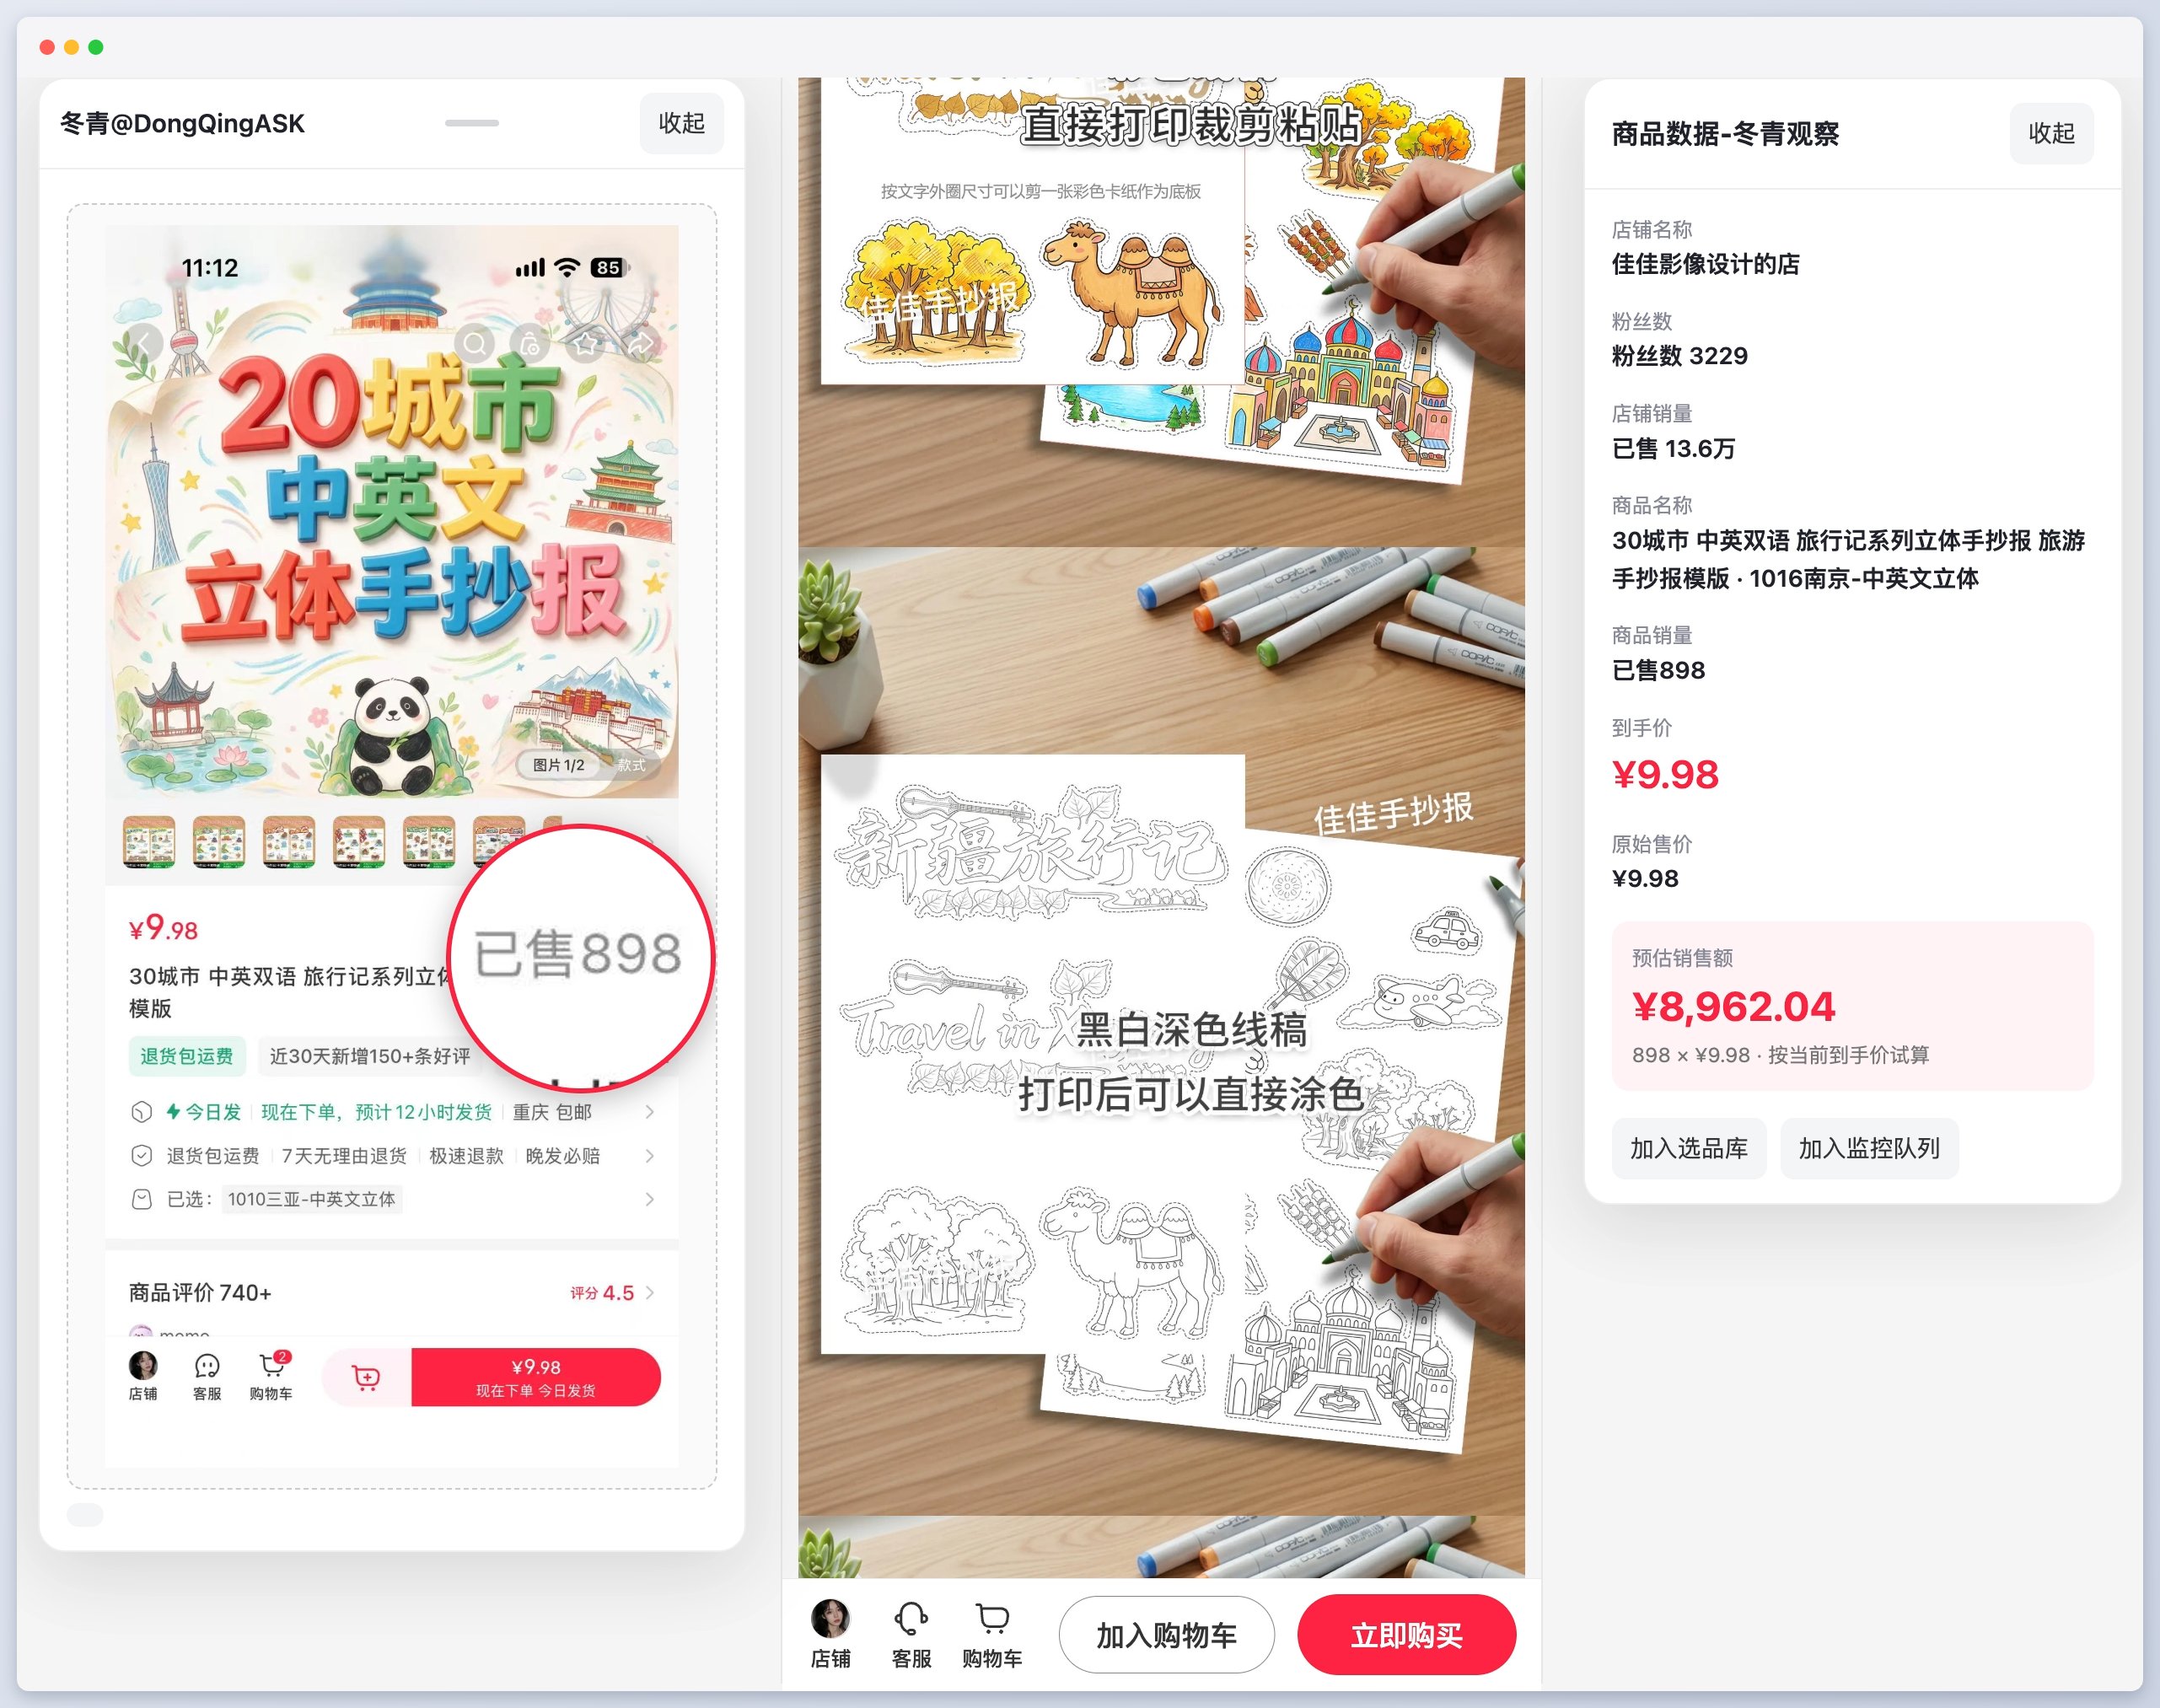 冬青@DongQingASK
收起
11:12
85
20城市
中英文
立体手抄报
图片1/2
款式
已售898
¥9.98
30城市 中英双语 旅行记系列立体
模版
退货包运费
近30天新增150+条好评
今日发
现在下单，预计12小时发货
重庆 包邮
退货包运费
7天无理由退货
极速退款
晚发必赔
已选：
1010三亚-中英文立体
商品评价 740+
评分 4.5
momo
店铺
客服
2
购物车
¥9.98
现在下单 今日发货
直接打印裁剪粘贴
按文字外圈尺寸可以剪一张彩色卡纸作为底板
佳佳手抄报
佳佳手抄报
新疆旅行记
Travel in X
黑白深色线稿
打印后可以直接涂色
店铺
客服
购物车
加入购物车
立即购买
商品数据-冬青观察
收起
店铺名称
佳佳影像设计的店
粉丝数
粉丝数 3229
店铺销量
已售 13.6万
商品名称
30城市 中英双语 旅行记系列立体手抄报 旅游
手抄报模版 · 1016南京-中英文立体
商品销量
已售898
到手价
¥9.98
原始售价
¥9.98
预估销售额
¥8,962.04
898 × ¥9.98 · 按当前到手价试算
加入选品库
加入监控队列